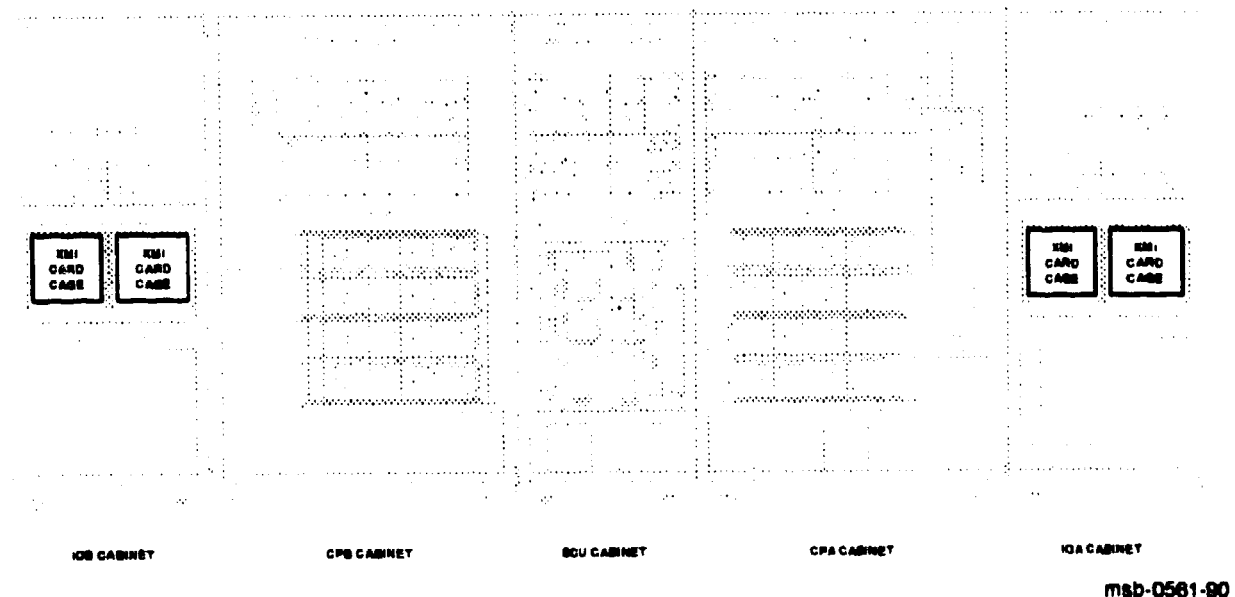 XMI
CARD
CAGE
XMI
CARD
CAGE
XMI
CARD
CAGE
XMI
CARD
CAGE
IOB CABINET
CPB CABINET
SCU CABINET
CPA CABINET
IOA CABINET
msb-0561-90